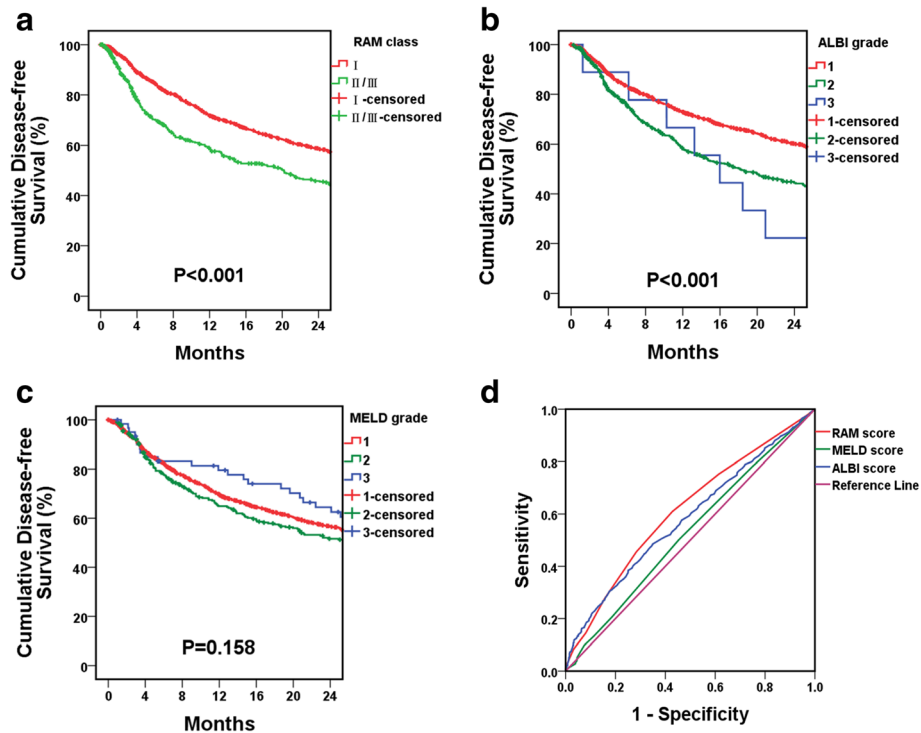 a
Cumulative Disease-free
Survival (%)
100
80
60
40
20
0
0 4 8 12 16 20 24
Months
P<0.001
RAM class
I
II/III
I-censored
II/III-censored
b
Cumulative Disease-free
Survival (%)
100
80
60
40
20
0
0 4 8 12 16 20 24
Months
P<0.001
ALBI grade
1
2
3
1-censored
2-censored
3-censored
c
Cumulative Disease-free
Survival (%)
100
80
60
40
20
0
0 4 8 12 16 20 24
Months
P=0.158
MELD grade
1
2
3
1-censored
2-censored
3-censored
d
Sensitivity
1.0
0.8
0.6
0.4
0.2
0.0
0.0 0.2 0.4 0.6 0.8 1.0
1 - Specificity
RAM score
MELD score
ALBI score
Reference Line